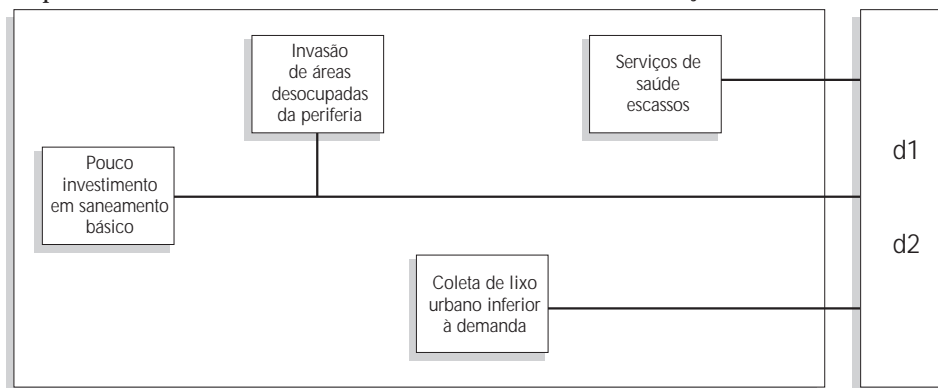 Invasão
de áreas
desocupadas
da periferia
Serviços de
saúde
escassos
Pouco
investimento
em saneamento
básico
Coleta de lixo
urbano inferior
à demanda
d1
d2